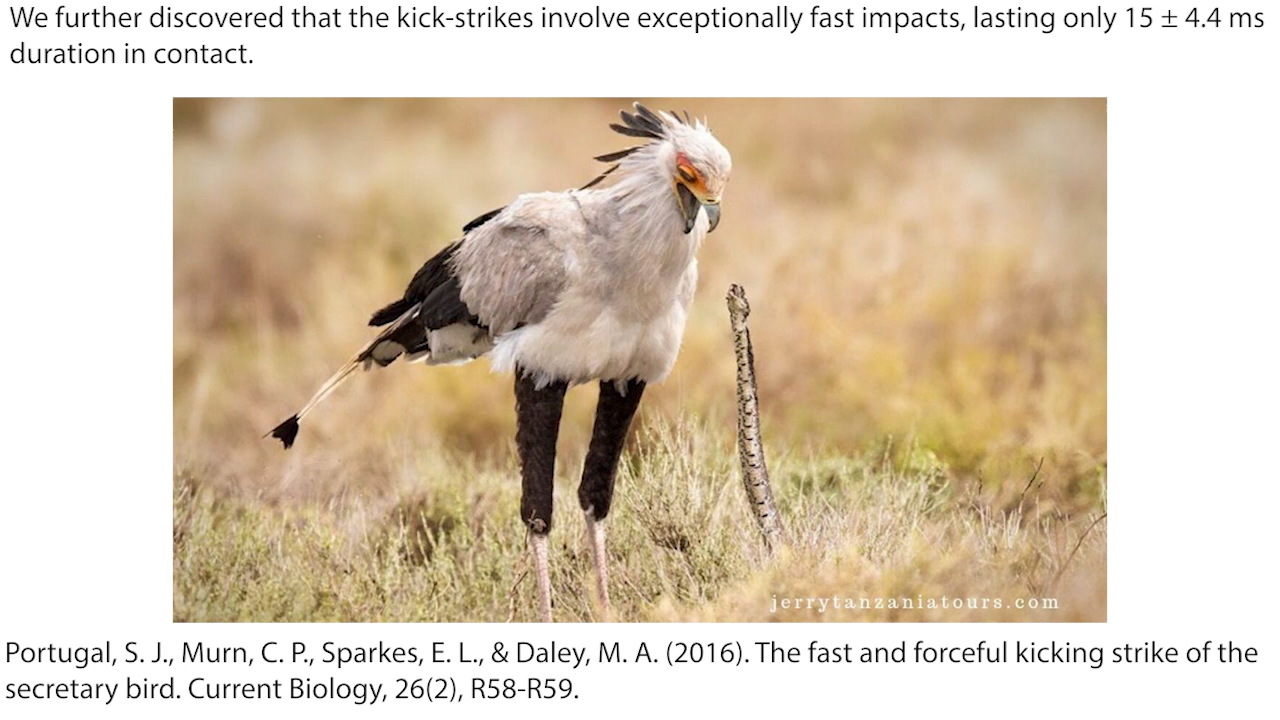 We further discovered that the kick-strikes involve exceptionally fast impacts, lasting only 15 ± 4.4 ms
duration in contact.
jerrytanzaniatours.com
Portugal, S. J., Murn, C. P., Sparkes, E. L., & Daley, M. A. (2016). The fast and forceful kicking strike of the
secretary bird. Current Biology, 26(2), R58-R59.